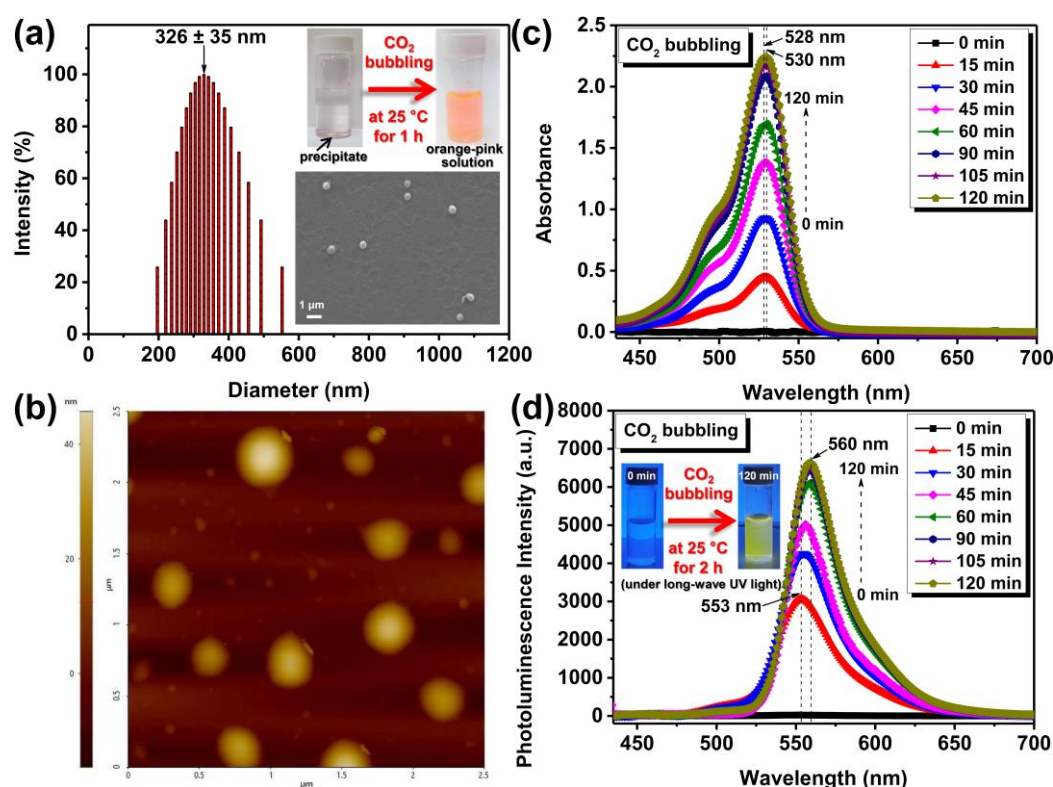 (a)
326 ± 35 nm
CO2
bubbling
at 25 °C
for 1 h
precipitate
orange-pink
solution
1 μm
Intensity (%)
100
80
60
40
20
0
0 200 400 600 800 1000 1200
Diameter (nm)
(b)
nm
40
20
0
2.5
2
1.5
1
0.5
0
μm
0 0.5 1 1.5 2 2.5
μm
(c)
CO2 bubbling
528 nm
530 nm
120 min
0 min
0 min
15 min
30 min
45 min
60 min
90 min
105 min
120 min
Absorbance
2.5
2.0
1.5
1.0
0.5
0.0
450 500 550 600 650 700
Wavelength (nm)
(d)
CO2 bubbling
0 min
CO2
bubbling
at 25 °C
for 2 h
120 min
(under long-wave UV light)
553 nm
560 nm
120 min
0 min
0 min
15 min
30 min
45 min
60 min
90 min
105 min
120 min
Photoluminescence Intensity (a.u.)
8000
7000
6000
5000
4000
3000
2000
1000
0
450 500 550 600 650 700
Wavelength (nm)